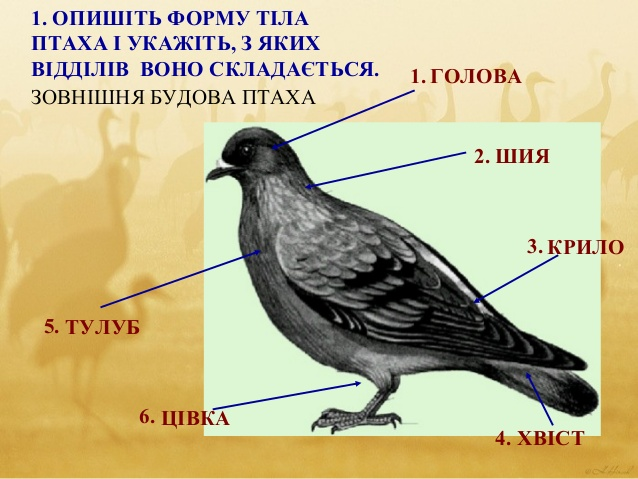 1. ОПИШІТЬ ФОРМУ ТІЛА
ПТАХА І УКАЖІТЬ, З ЯКИХ
ВІДДІЛІВ ВОНО СКЛАДАЄТЬСЯ.
ЗОВНІШНЯ БУДОВА ПТАХА
1. ГОЛОВА
2. ШИЯ
3. КРИЛО
5. ТУЛУБ
6. ЦІВКА
4. ХВІСТ